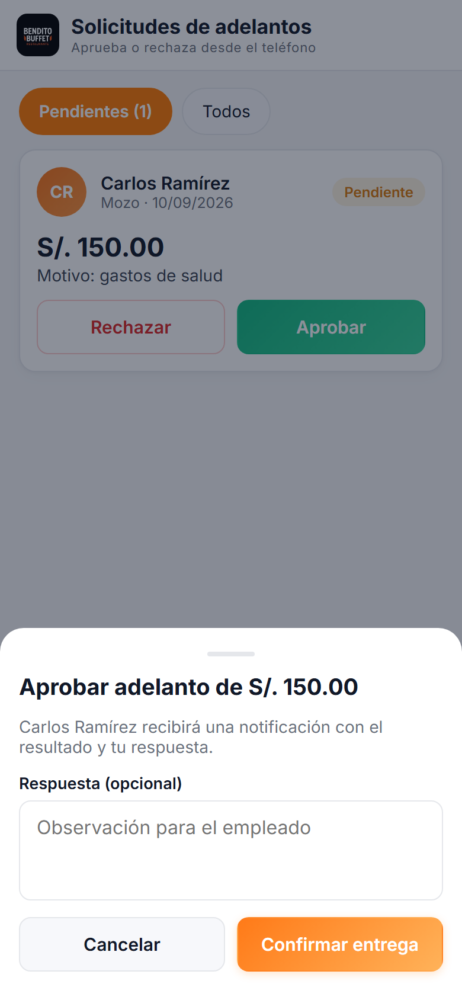 BENDITO
BUFFET
RESTAURANTE
Solicitudes de adelantos
Aprueba o rechaza desde el teléfono
Pendientes (1)
Todos
CR
Carlos Ramírez
Mozo · 10/09/2026
Pendiente
S/. 150.00
Motivo: gastos de salud
Rechazar
Aprobar
Aprobar adelanto de S/. 150.00
Carlos Ramírez recibirá una notificación con el
resultado y tu respuesta.
Respuesta (opcional)
Observación para el empleado
Cancelar
Confirmar entrega